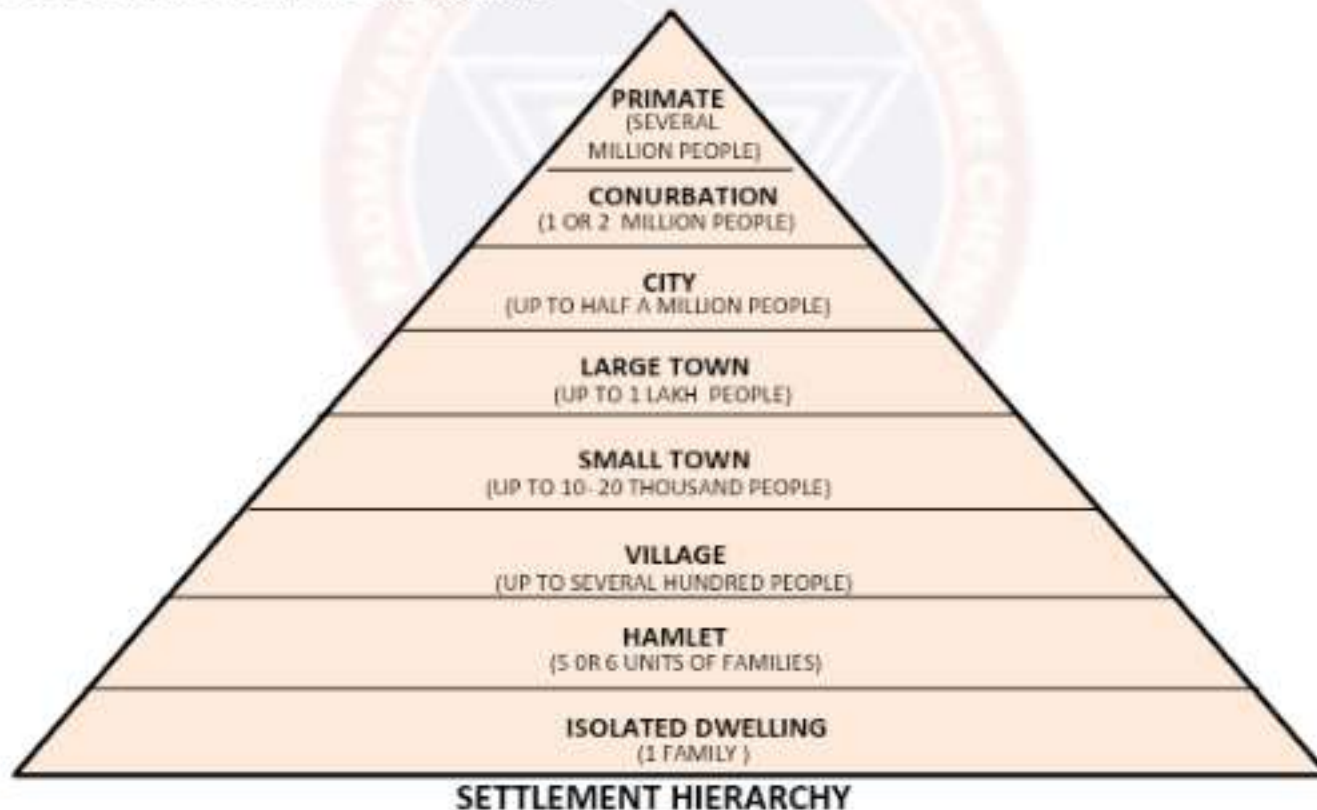 PRIMATE
(SEVERAL
MILLION PEOPLE)
CONURBATION
(1 OR 2 MILLION PEOPLE)
CITY
(UP TO HALF A MILLION PEOPLE)
LARGE TOWN
(UP TO 1 LAKH PEOPLE)
SMALL TOWN
(UP TO 10-20 THOUSAND PEOPLE)
VILLAGE
(UP TO SEVERAL HUNDRED PEOPLE)
HAMLET
(5 0R 6 UNITS OF FAMILIES)
ISOLATED DWELLING
(1 FAMILY )
SETTLEMENT HIERARCHY